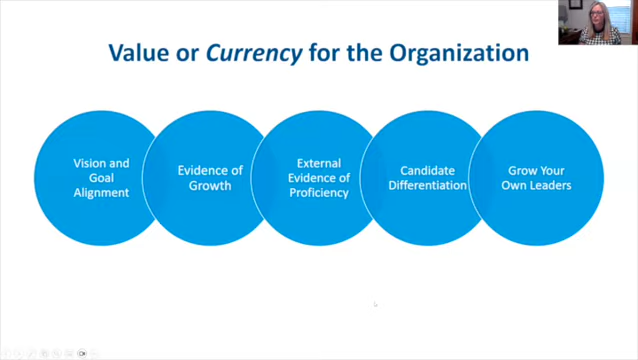 Value or Currency for the Organization
Vision and
Goal
Alignment
Evidence of
Growth
External
Evidence of
Proficiency
Candidate
Differentiation
Grow Your
Own Leaders